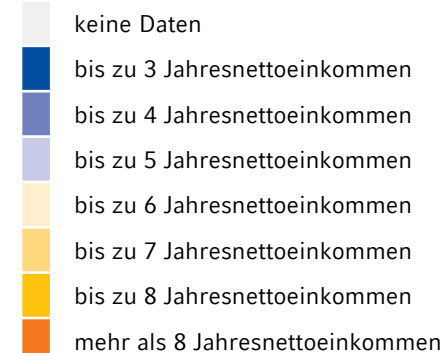 keine Daten
bis zu 3 Jahresnettoeinkommen
bis zu 4 Jahresnettoeinkommen
bis zu 5 Jahresnettoeinkommen
bis zu 6 Jahresnettoeinkommen
bis zu 7 Jahresnettoeinkommen
bis zu 8 Jahresnettoeinkommen
mehr als 8 Jahresnettoeinkommen